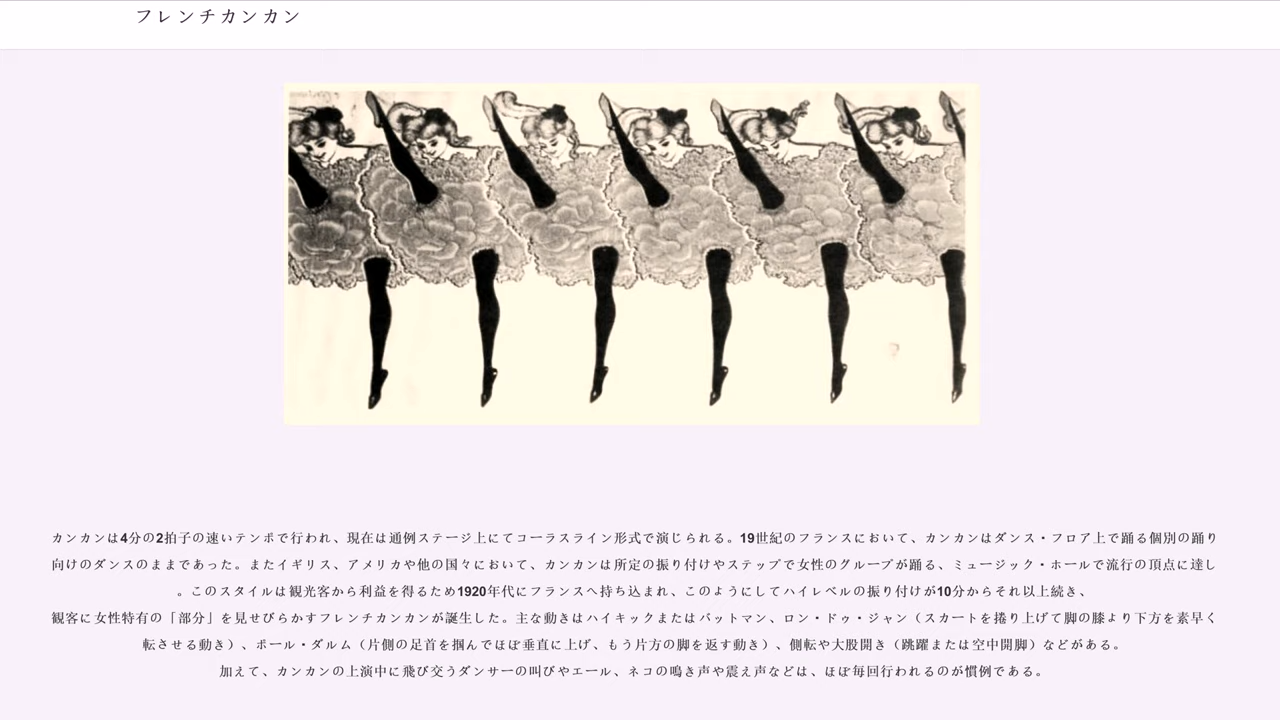 フレンチカンカン
カンカンは4分の2拍子の速いテンポで行われ、現在は通例ステージ上にてコーラスライン形式で演じられる。19世紀のフランスにおいて、カンカンはダンス・フロア上で踊る個別の踊り
向けのダンスのままであった。またイギリス、アメリカや他の国々において、カンカンは所定の振り付けやステップで女性のグループが踊る、ミュージック・ホールで流行の頂点に達し
。このスタイルは観光客から利益を得るため1920年代にフランスへ持ち込まれ、このようにしてハイレベルの振り付けが10分からそれ以上続き、
観客に女性特有の「部分」を見せびらかすフレンチカンカンが誕生した。主な動きはハイキックまたはバットマン、ロン・ドゥ・ジャン（スカートを捲り上げて脚の膝より下方を素早く
転させる動き）、ポール・ダルム（片側の足首を掴んでほぼ垂直に上げ、もう片方の脚を返す動き）、側転や大股開き（跳躍または空中開脚）などがある。
加えて、カンカンの上演中に飛び交うダンサーの叫びやエール、ネコの鳴き声や震え声などは、ほぼ毎回行われるのが慣例である。